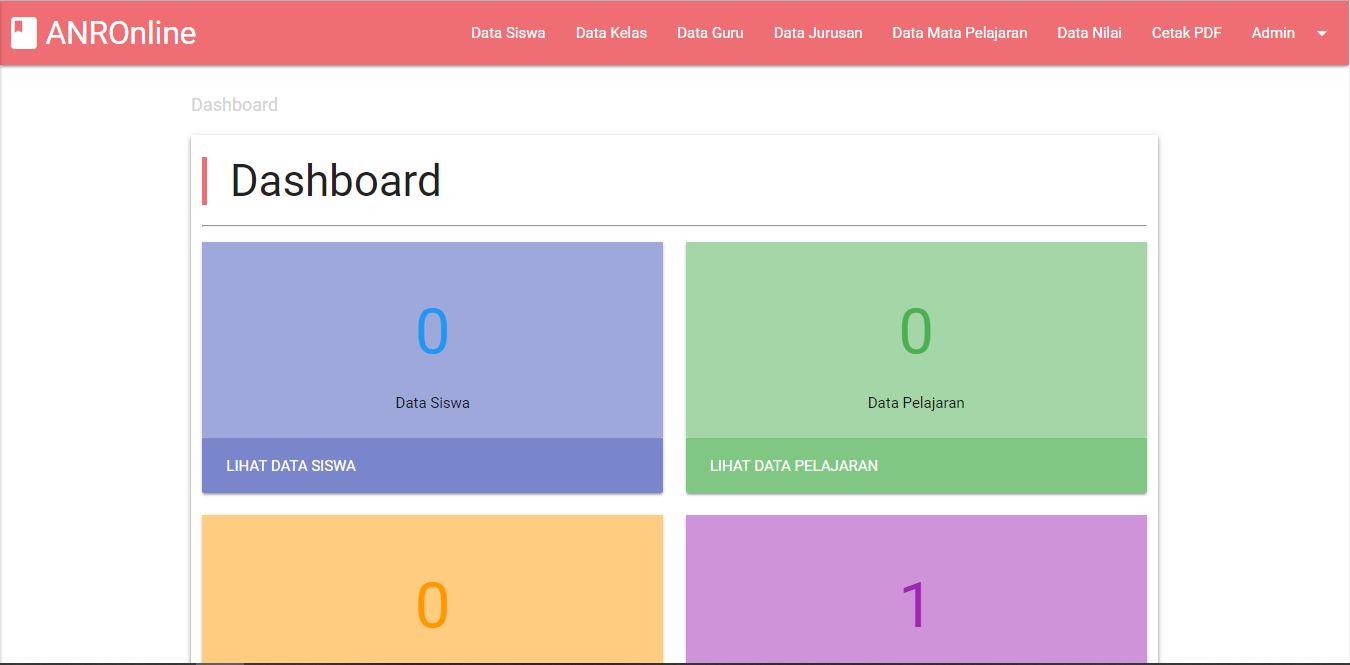 ANROnline Data Siswa Data Kelas Data Guru Data Jurusan Data Mata Pelajaran Data Nilai Cetak PDF Admin
Dashboard
Dashboard
0
Data Siswa
LIHAT DATA SISWA
0
Data Pelajaran
LIHAT DATA PELAJARAN
0
1